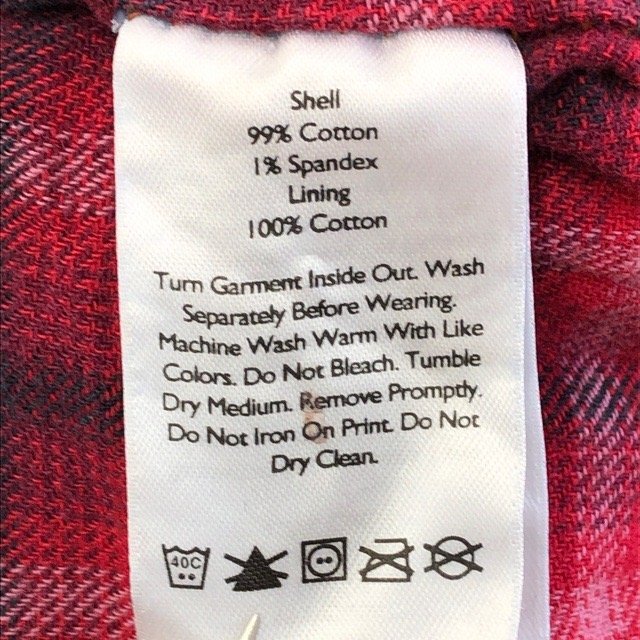 Shell
99% Cotton
1% Spandex
Lining
100% Cotton
Turn Garment Inside Out. Wash
Separately Before Wearing.
Machine Wash Warm With Like
Colors. Do Not Bleach. Tumble
Dry Medium. Remove Promptly.
Do Not Iron On Print. Do Not
Dry Clean.
40C